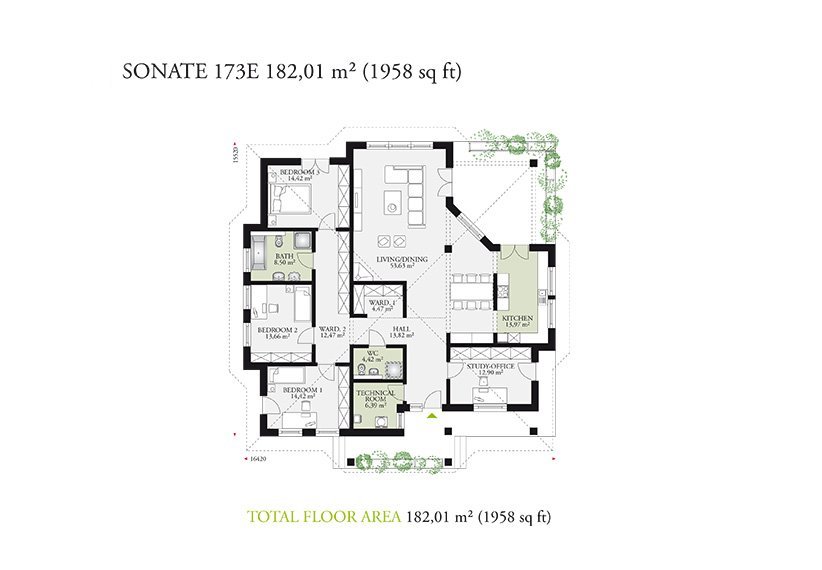 SONATE 173E 182,01 m² (1958 sq ft)
15520
BEDROOM 3
14,42 m²
BATH
8,50 m²
LIVING/DINING
53,63 m²
WARD. 1
4,47 m²
KITCHEN
13,97 m²
BEDROOM 2
13,66 m²
WARD. 2
12,47 m²
HALL
13,82 m²
WC
4,42 m²
STUDY-OFFICE
12,90 m²
BEDROOM 1
14,42 m²
TECHNICAL
ROOM
6,39 m²
16420
TOTAL FLOOR AREA 182,01 m² (1958 sq ft)